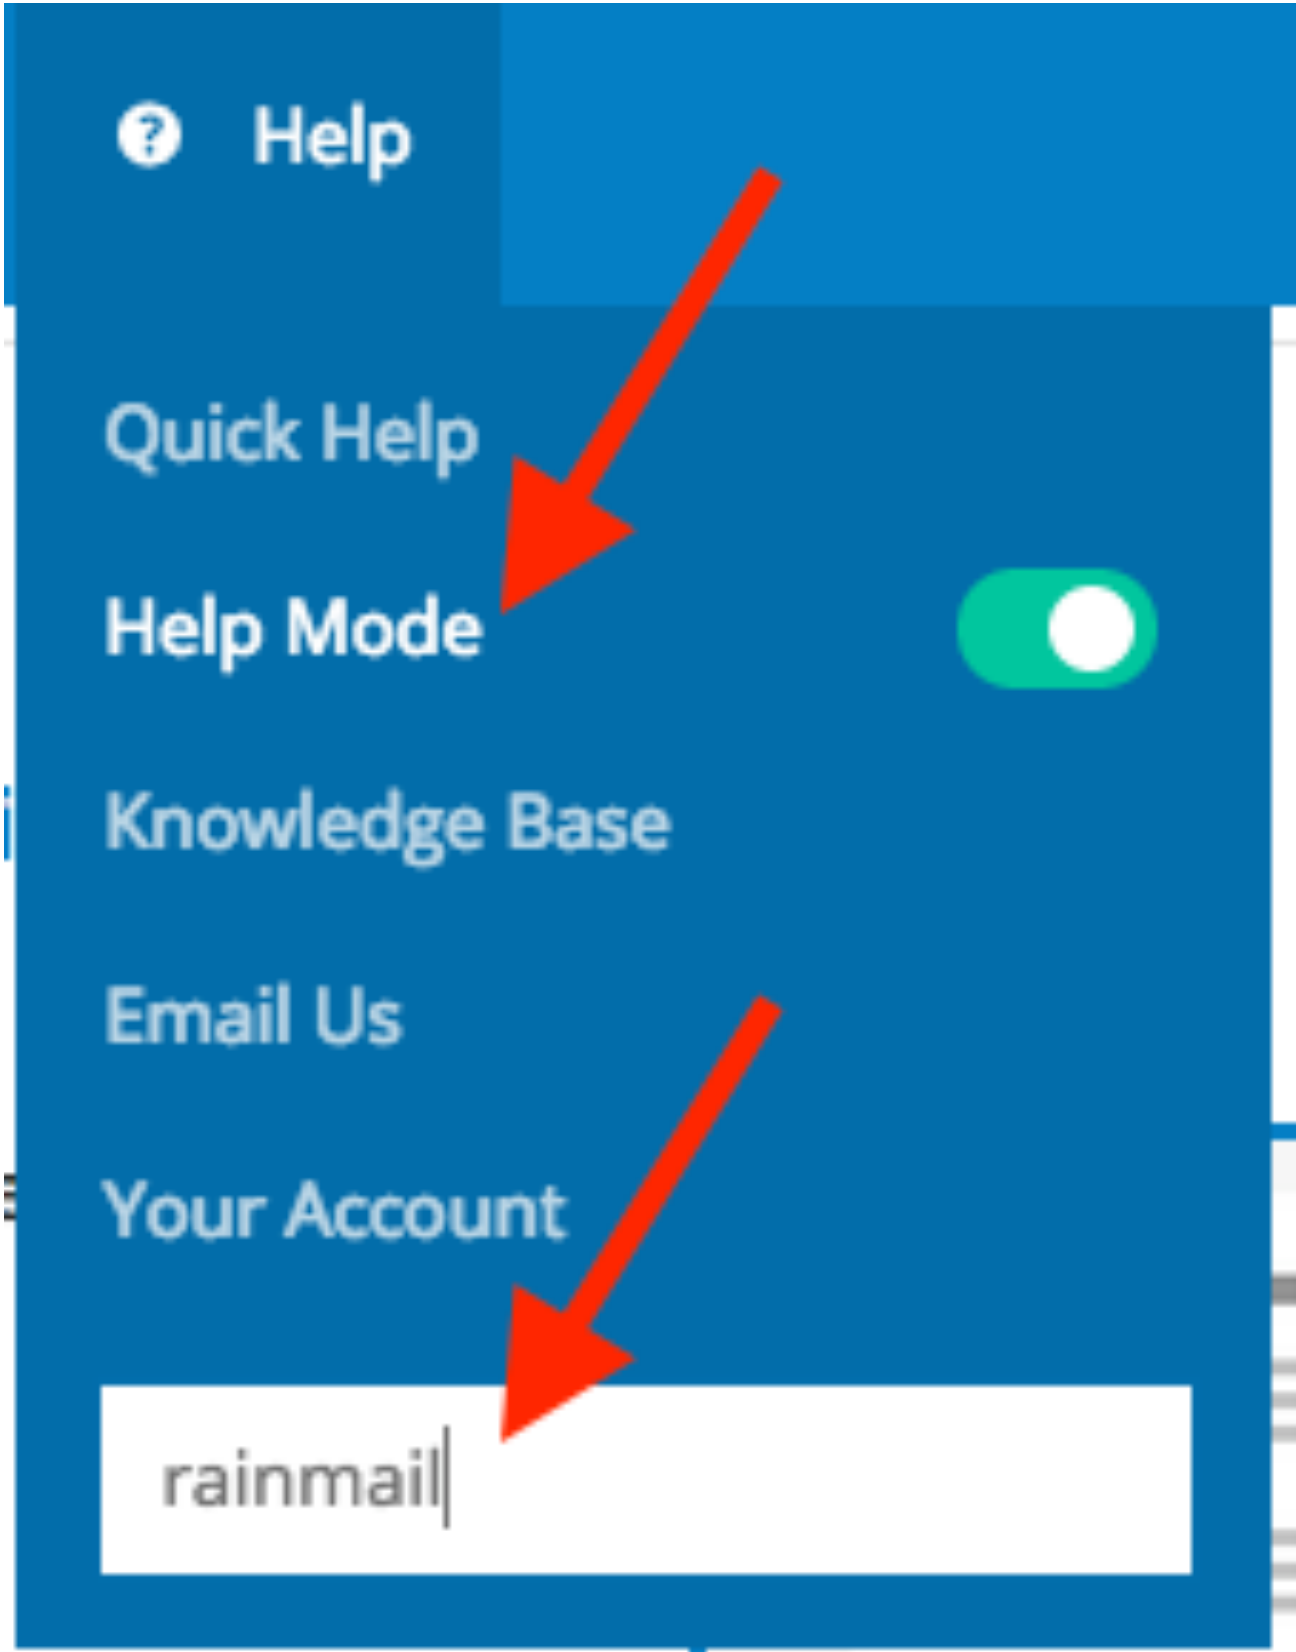 ? Help
Quick Help
Help Mode
Knowledge Base
Email Us
Your Account
rainmail